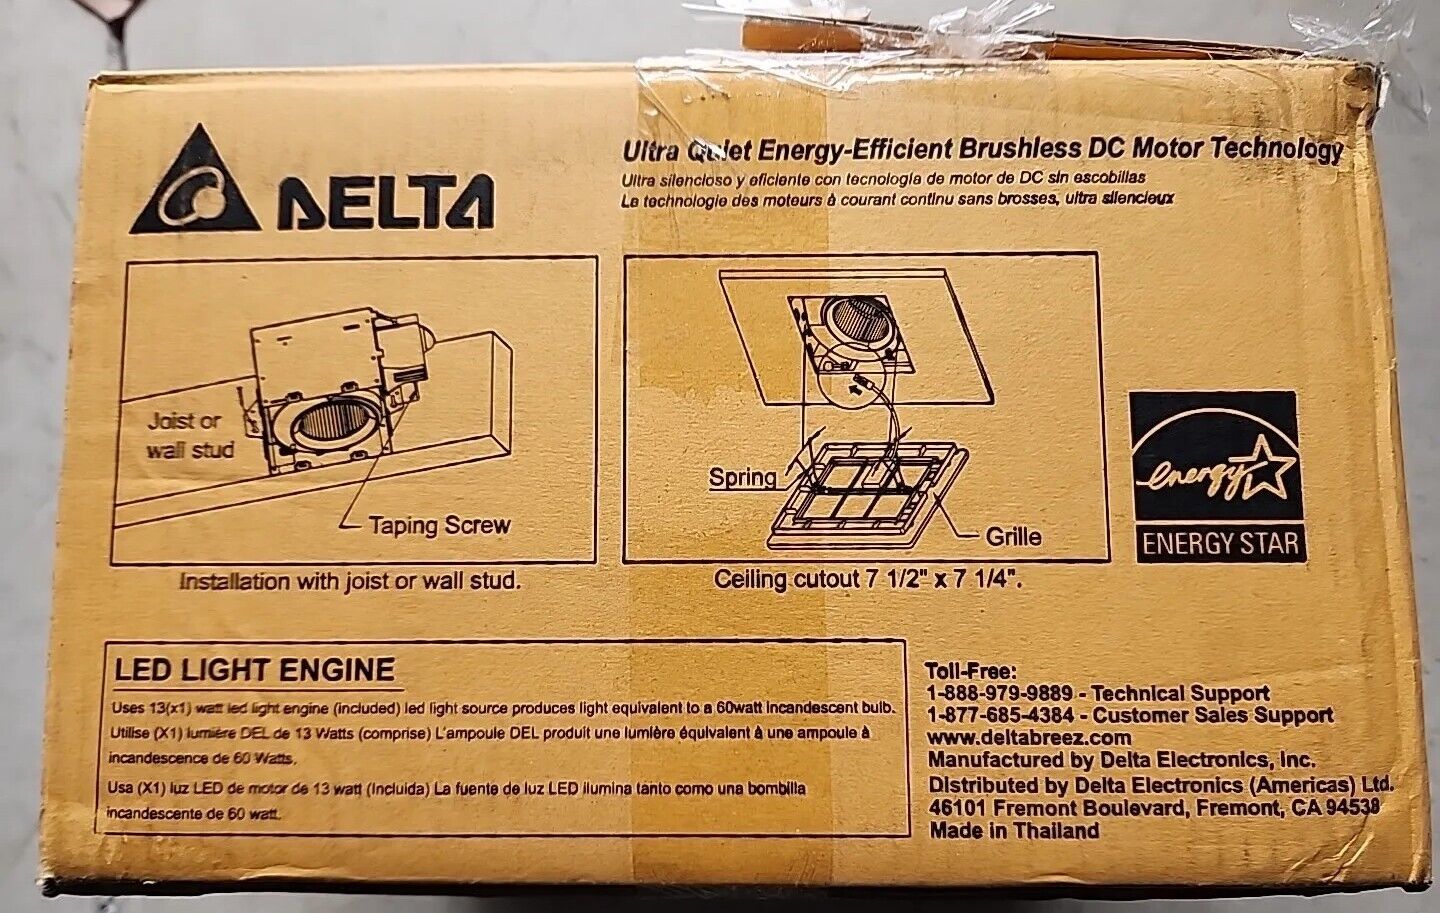 DELTA
Ultra Quiet Energy-Efficient Brushless DC Motor Technology
Ultra silencioso y eficiente con tecnologia de motor de DC sin escobillas
La technologie des moteurs à courant continu sans brosses, ultra silencieux
Joist or
wall stud
Taping Screw
Installation with joist or wall stud.
Spring
Grille
Ceiling cutout 7 1/2" x 7 1/4".
energy
ENERGY STAR
LED LIGHT ENGINE
Uses 13(x1) watt led light engine (included) led light source produces light equivalent to a 60watt incandescent bulb.
Utilise (X1) lumière DEL de 13 Watts (comprise) L'ampoule DEL produit une lumière équivalent à une ampoule à
incandescence de 60 Watts.
Usa (X1) luz LED de motor de 13 watt (Incluida) La fuente de luz LED ilumina tanto como una bombilla
incandescente de 60 watt.
Toll-Free:
1-888-979-9889 - Technical Support
1-877-685-4384 - Customer Sales Support
www.deltabreez.com
Manufactured by Delta Electronics, Inc.
Distributed by Delta Electronics (Americas) Ltd.
46101 Fremont Boulevard, Fremont, CA 94538
Made in Thailand